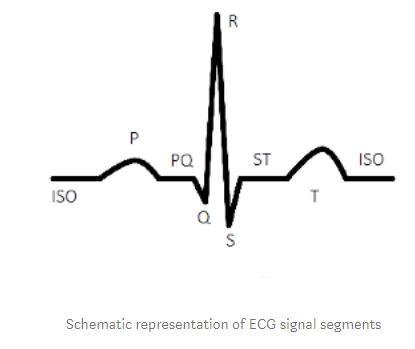 R
P
PQ
ST
ISO
ISO
Q
T
S
Schematic representation of ECG signal segments